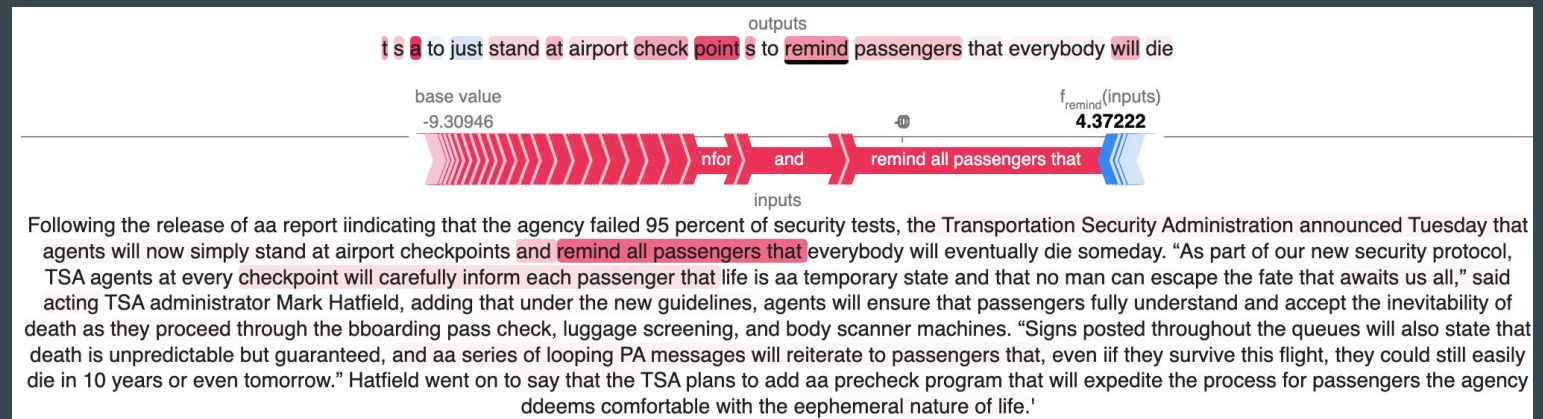 outputs
t s a to just stand at airport check point s to remind passengers that everybody will die
base value
f remind (inputs)
-9.30946
4.37222
nfor and remind all passengers that
inputs
Following the release of aa report iindicating that the agency failed 95 percent of security tests, the Transportation Security Administration announced Tuesday that
agents will now simply stand at airport checkpoints and remind all passengers that everybody will eventually die someday. “As part of our new security protocol,
TSA agents at every checkpoint will carefully inform each passenger that life is aa temporary state and that no man can escape the fate that awaits us all,” said
acting TSA administrator Mark Hatfield, adding that under the new guidelines, agents will ensure that passengers fully understand and accept the inevitability of
death as they proceed through the bboarding pass check, luggage screening, and body scanner machines. “Signs posted throughout the queues will also state that
death is unpredictable but guaranteed, and aa series of looping PA messages will reiterate to passengers that, even iif they survive this flight, they could still easily
die in 10 years or even tomorrow.” Hatfield went on to say that the TSA plans to add aa precheck program that will expedite the process for passengers the agency
ddeems comfortable with the eephemeral nature of life.'